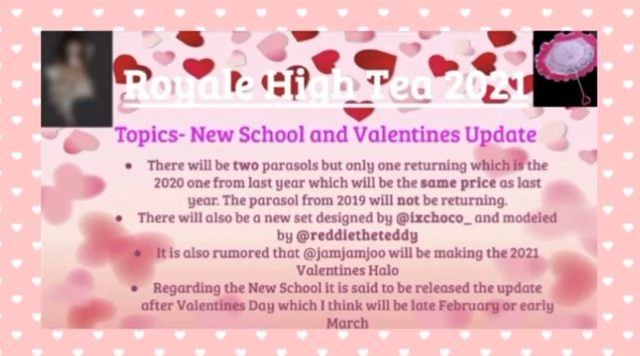 Royale High Tea 2021
Topics- New School and Valentines Update
• There will be two parasols but only one returning which is the
2020 one from last year which will be the same price as last
year. The parasol from 2019 will not be returning.
• There will also be a new set designed by @ixchoco_ and modeled
by @reddietheteddy
• It is also rumored that @jamjamjoo will be making the 2021
Valentines Halo
• Regarding the New School it is said to be released the update
after Valentines Day which I think will be late February or early
March